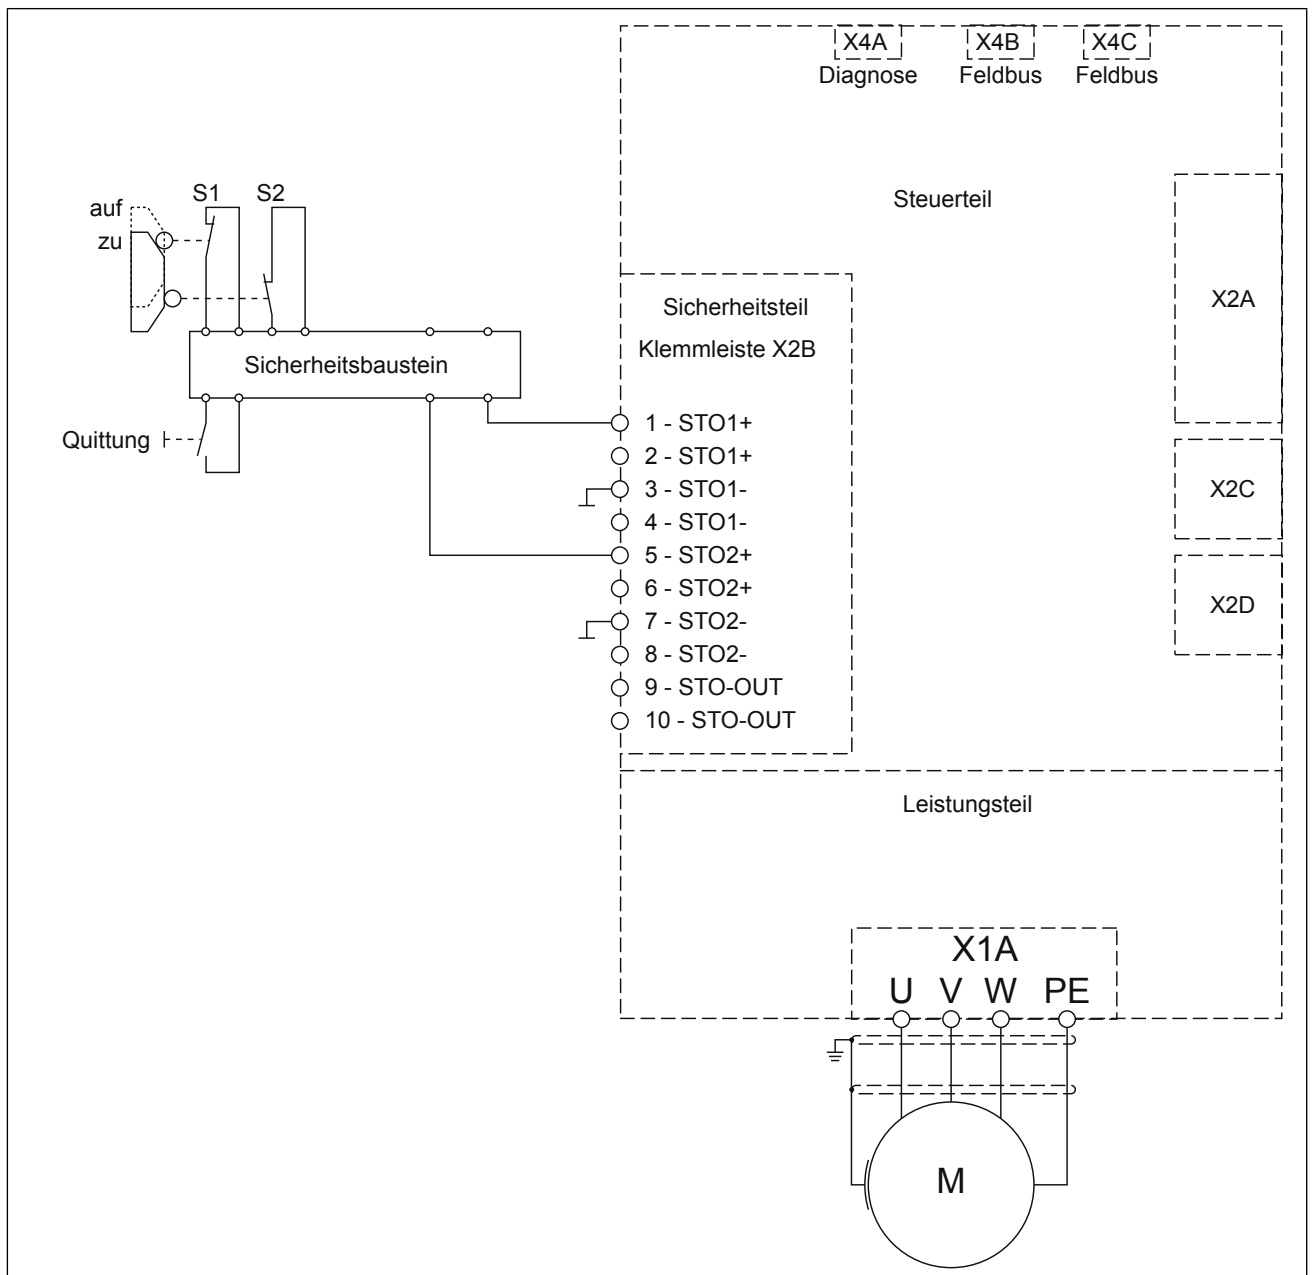 X4A X4B X4C
Diagnose Feldbus Feldbus
S1 S2
auf
zu
Steuerteil
Sicherheitsteil
Klemmleiste X2B
X2A
Sicherheitsbaustein
Quittung
1 - STO1+
2 - STO1+
3 - STO1-
4 - STO1-
5 - STO2+
6 - STO2+
7 - STO2-
8 - STO2-
9 - STO-OUT
10 - STO-OUT
X2C
X2D
Leistungsteil
X1A
U V W PE
M